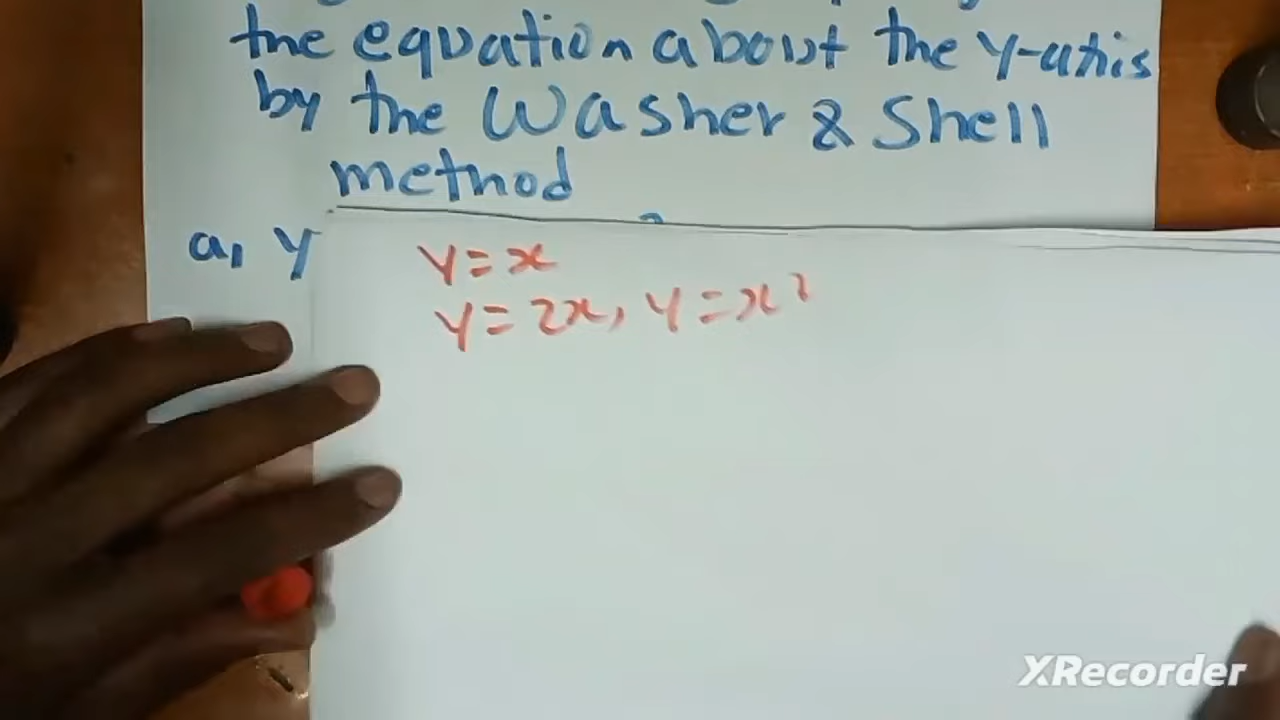 the equation about the y-axis
by the Washer & Shell
method
a, y
y = x
y = 2x, y = x²
XRecorder